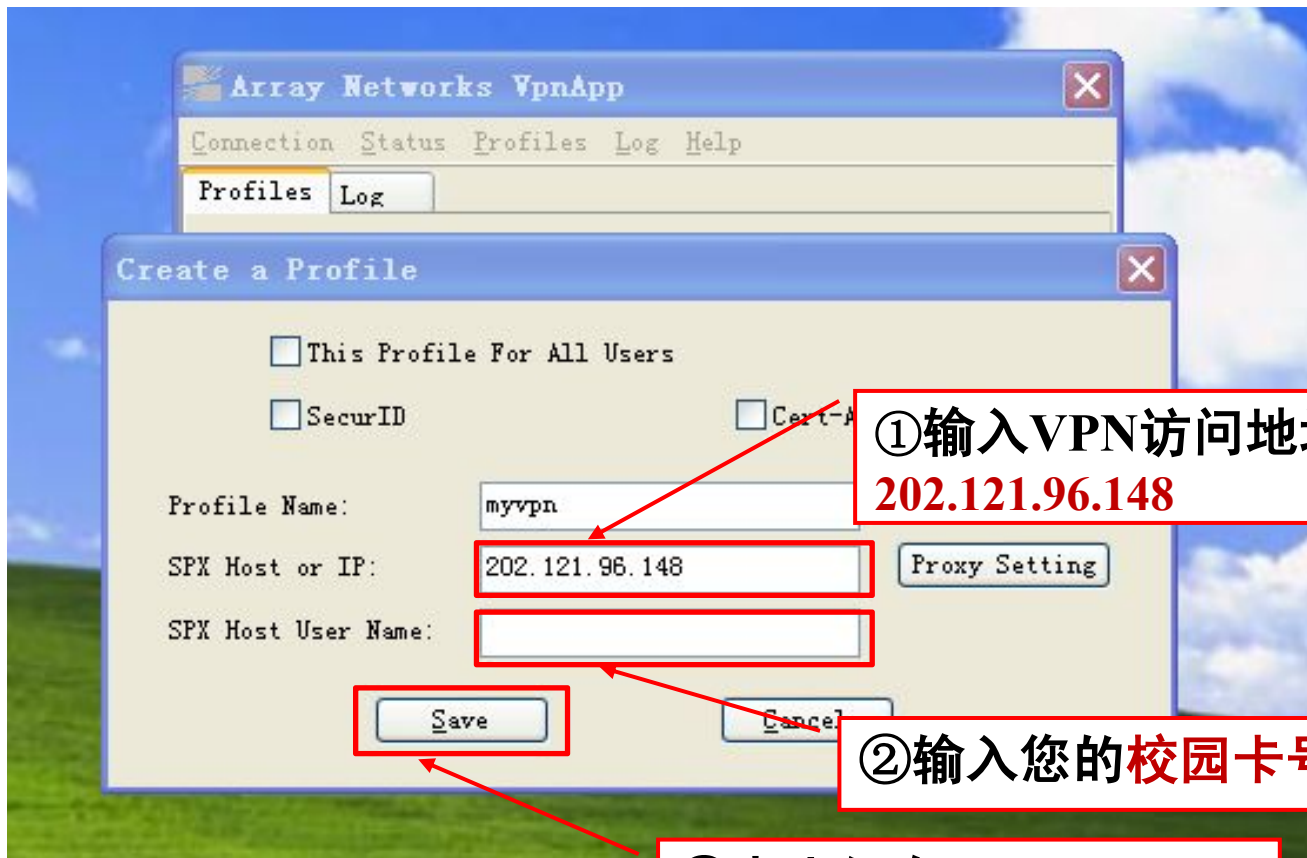 Array Networks VpnApp
Connection Status Profiles Log Help
Profiles Log
Create a Profile
This Profile For All Users
SecurID
①输入VPN访问地
202.121.96.148
Profile Name: myvpn
SPX Host or IP: 202.121.96.148 Proxy Setting
SPX Host User Name:
Save Cancel
②输入您的校园卡号